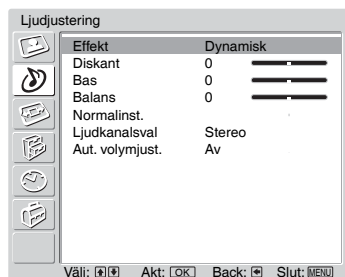 Ljudjustering
Effekt Dynamisk
Diskant 0
Bas 0
Balans 0
Normalinst.
Ljudkanalsval Stereo
Aut. volymjust. Av
Välj: Akt: OK Back: Slut: MENU